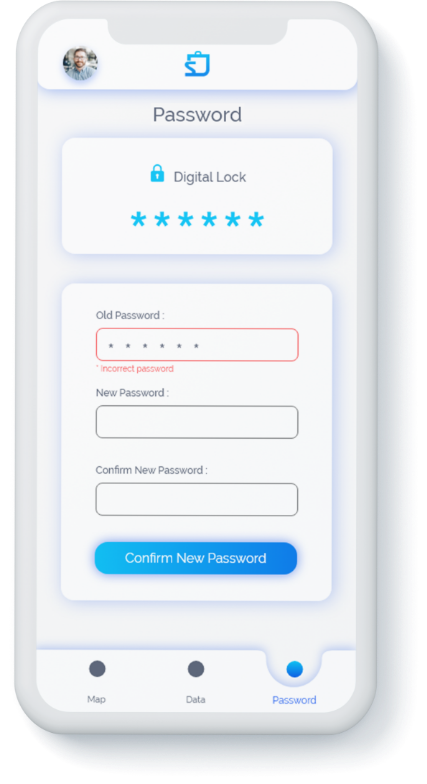 Password
Digital Lock
******
Old Password :
* * * * * *
* Incorrect password
New Password :
Confirm New Password :
Confirm New Password
Map
Data
Password